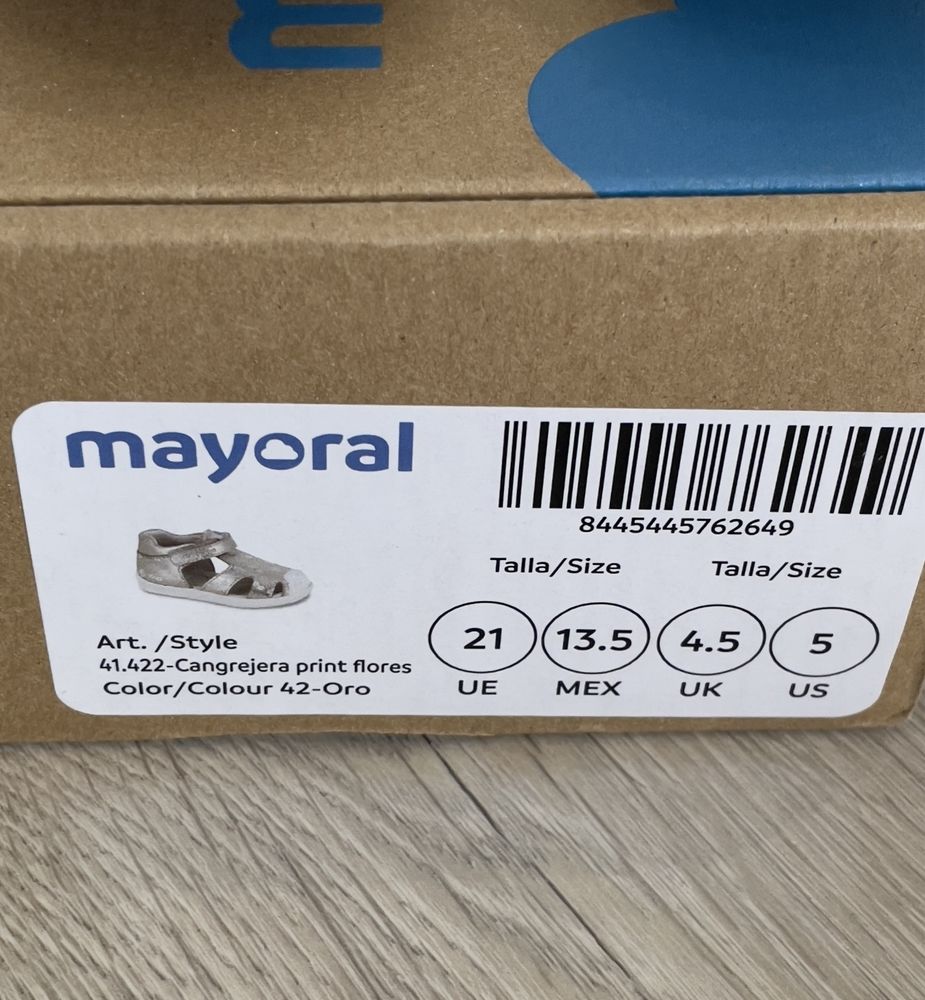 mayoral
8445445762649
Talla/Size Talla/Size
21 13.5 4.5 5
UE MEX UK US
Art. /Style
41.422-Cangrejera print flores
Color/Colour 42-Oro